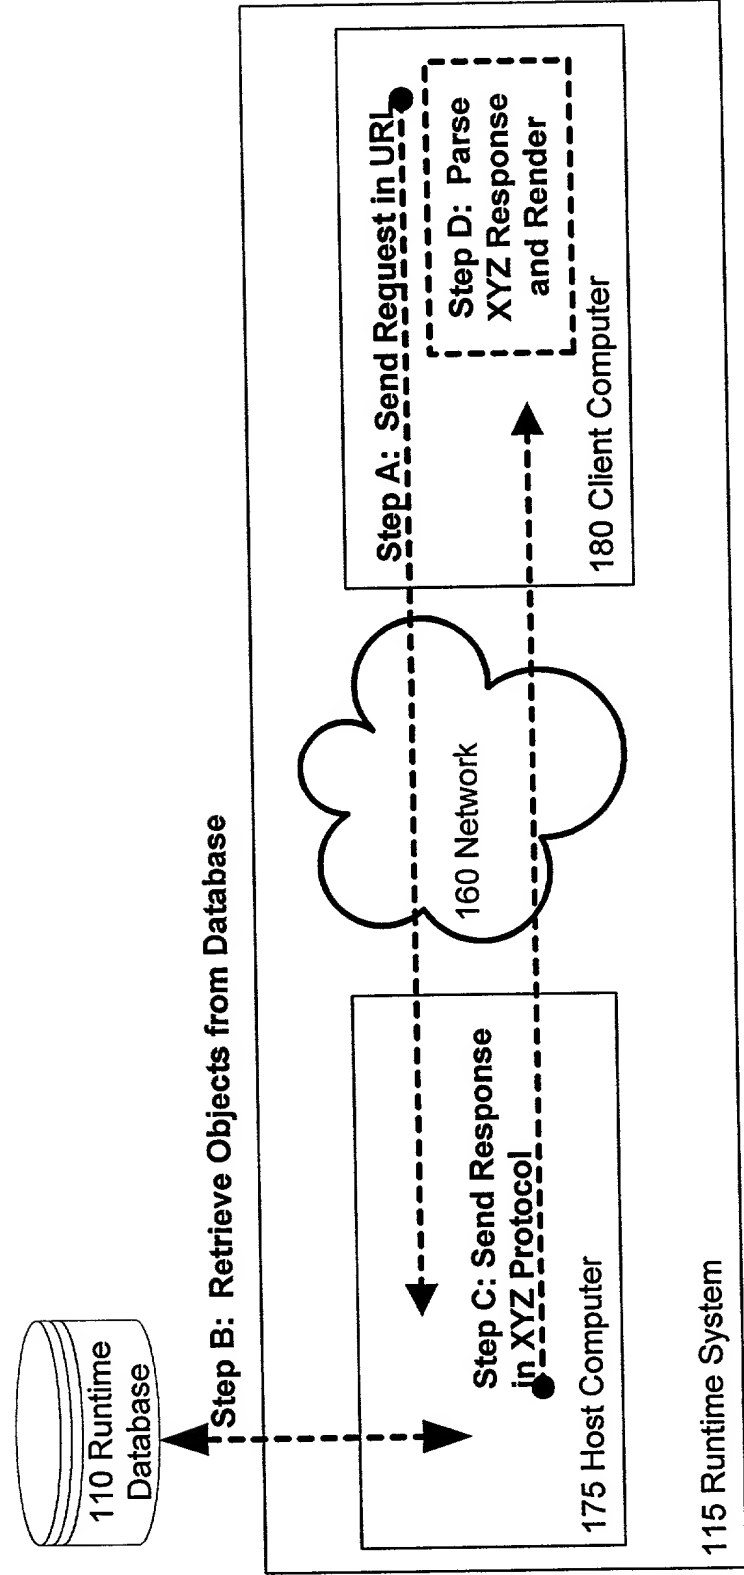 110 Runtime
Database
Step B: Retrieve Objects from Database
Step A: Send Request in URL
Step D: Parse
XYZ Response
and Render
160 Network
Step C: Send Response
in XYZ Protocol
175 Host Computer
180 Client Computer
115 Runtime System